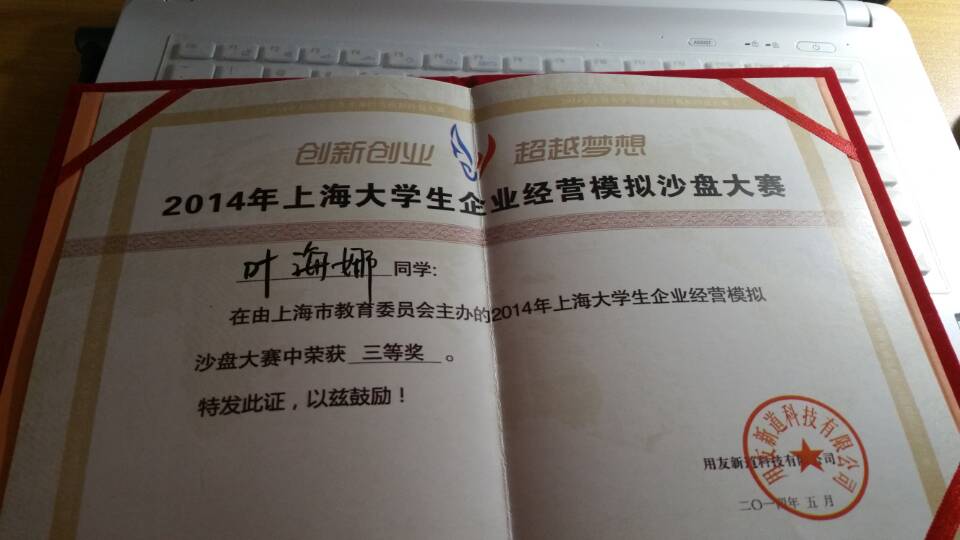 创新创业 超越梦想
2014年上海大学生企业经营模拟沙盘大赛
叶海娜 同学:
在由上海市教育委员会主办的2014年上海大学生企业经营模拟
沙盘大赛中荣获 三等奖 。
特发此证，以兹鼓励！
用友新道科技有限公司
用友新道科技有限公司
二〇一四年 五月